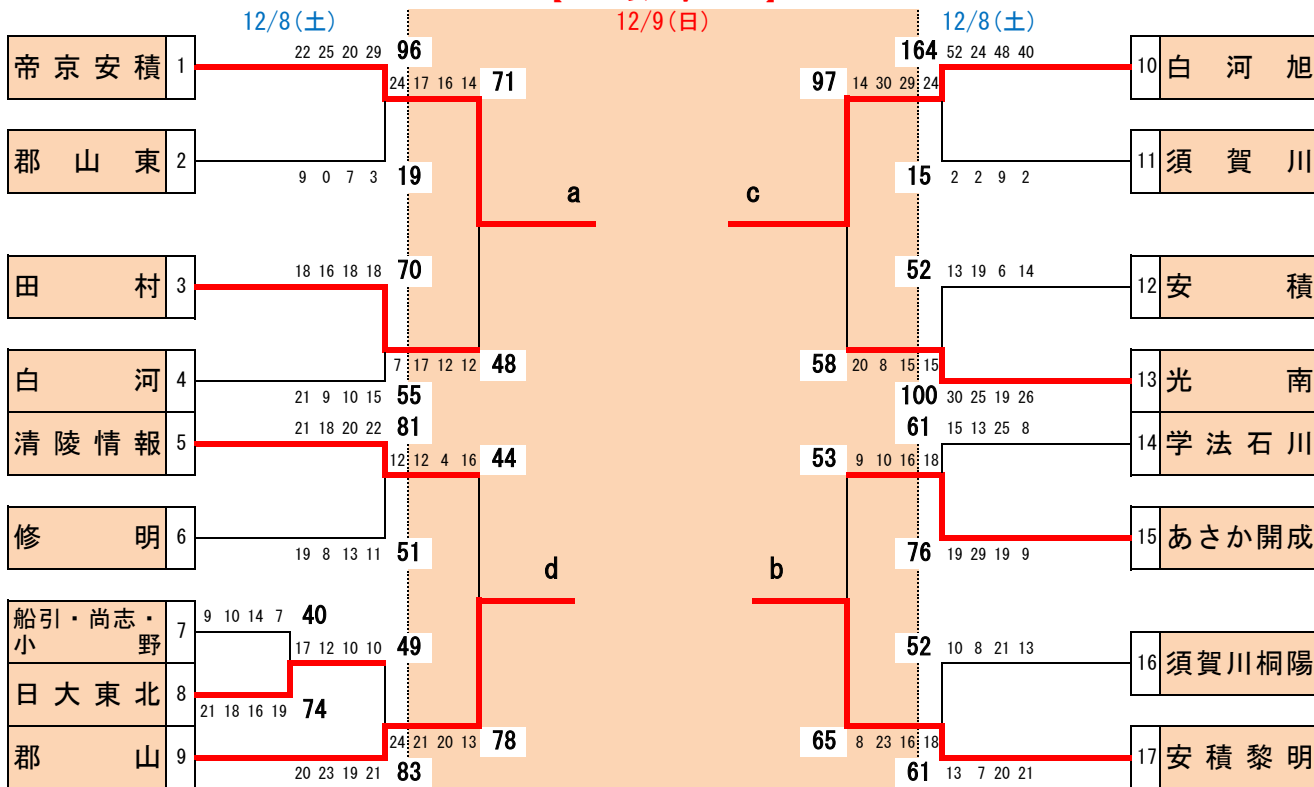 12/8(土) 12/9(日) 12/8(土)
帝京安積 1
22 25 20 29 96
24 17 16 14 71
郡山東 2
9 0 7 3 19
a
田村 3
18 16 18 18 70
7 17 12 12 48
白河 4
21 9 10 15 55
清陵情報 5
21 18 20 22 81
12 12 4 16 44
修明 6
19 8 13 11 51
d
船引・尚志・
小野 7
9 10 14 7 40
17 12 10 10 49
日大東北 8
21 18 16 19 74
24 21 20 13 78
郡山 9
20 23 19 21 83
164 52 24 48 40
10 白河旭
97 14 30 29 24
11 須賀川
15 2 2 9 2
c
52 13 19 6 14
12 安積
58 20 8 15 15
13 光南
100 30 25 19 26
61 15 13 25 8
14 学法石川
53 9 10 16 18
15 あさか開成
76 19 29 19 9
b
52 10 8 21 13
16 須賀川桐陽
65 8 23 16 18
17 安積黎明
61 13 7 20 21